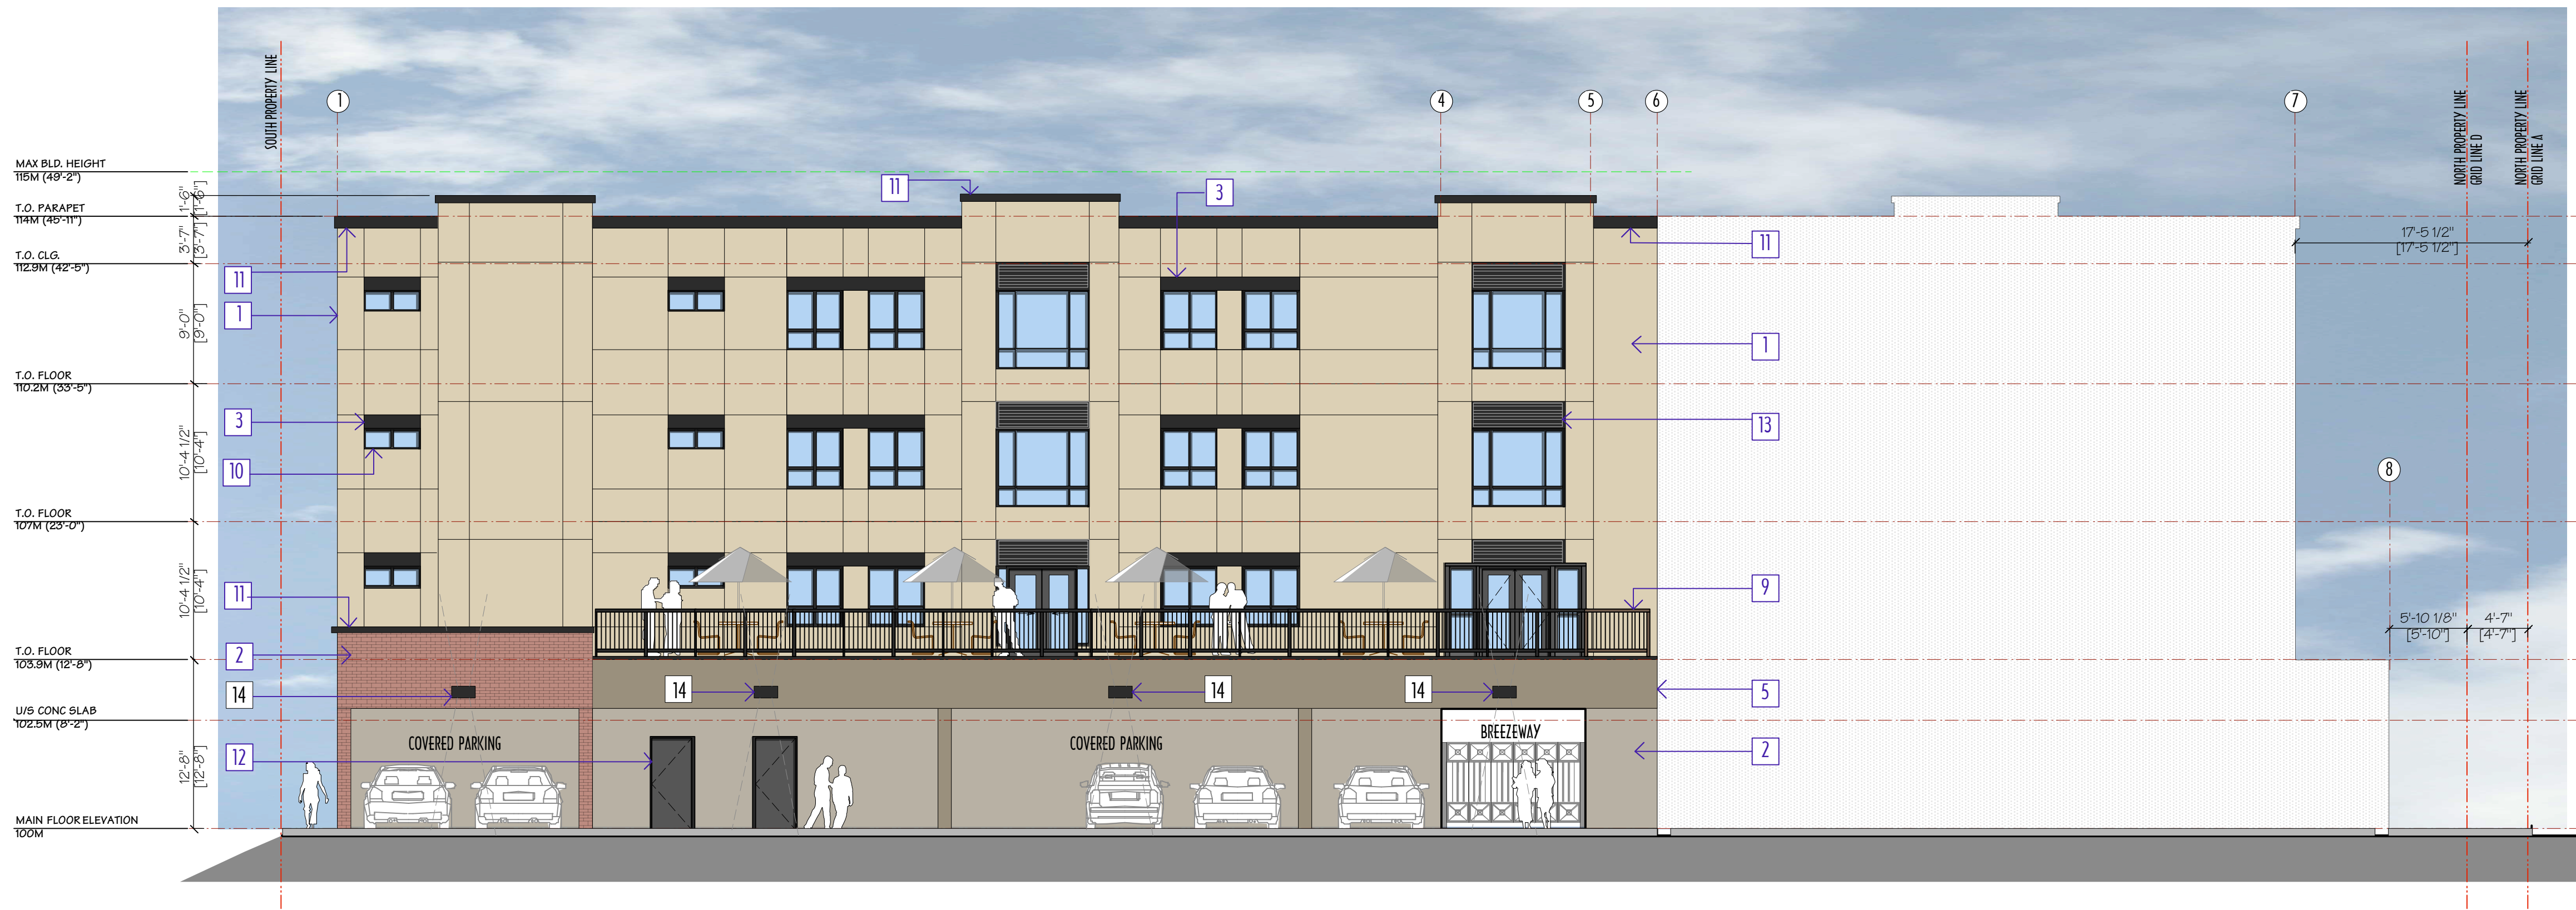 SOUTH PROPERTY LINE
1
4
5
6
7
NORTH PROPERTY LINE
GRID LINE D
NORTH PROPERTY LINE
GRID LINE A
MAX BLD. HEIGHT
115M (49'-2")
1'-6"
[1'-6"]
11
3
T.O. PARAPET
114M (45'-11")
3'-7"
[3'-7"]
11
17'-5 1/2"
[17'-5 1/2"]
T.O. CLG.
112.9M (42'-5")
11
1
9'-0"
[9'-0"]
1
T.O. FLOOR
110.2M (33'-5")
3
13
10'-4 1/2"
[10'-4"]
10
8
T.O. FLOOR
107M (23'-0")
10'-4 1/2"
[10'-4"]
11
9
5'-10 1/8"
[5'-10"]
4'-7"
[4'-7"]
2
T.O. FLOOR
103.9M (12'-8")
14
14
14
14
5
U/S CONC SLAB
102.5M (8'-2")
COVERED PARKING
COVERED PARKING
BREEZEWAY
12
2
12'-8"
[12'-8"]
MAIN FLOOR ELEVATION
100M